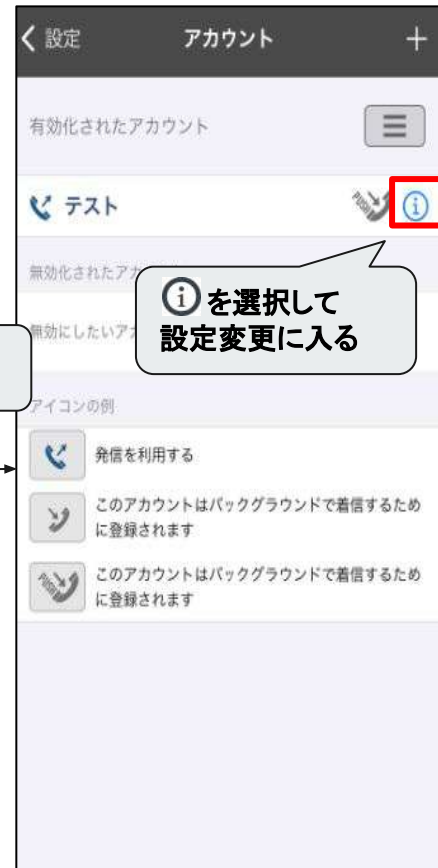 設定
アカウント
有効化されたアカウント
テスト
PUSH
無効化されたアカ
ⓘを選択して
設定変更に入る
無効にしたいア
アイコンの例
発信を利用する
このアカウントはバックグラウンドで着信するため
に登録されます
PUSH
このアカウントはバックグラウンドで着信するため
に登録されます